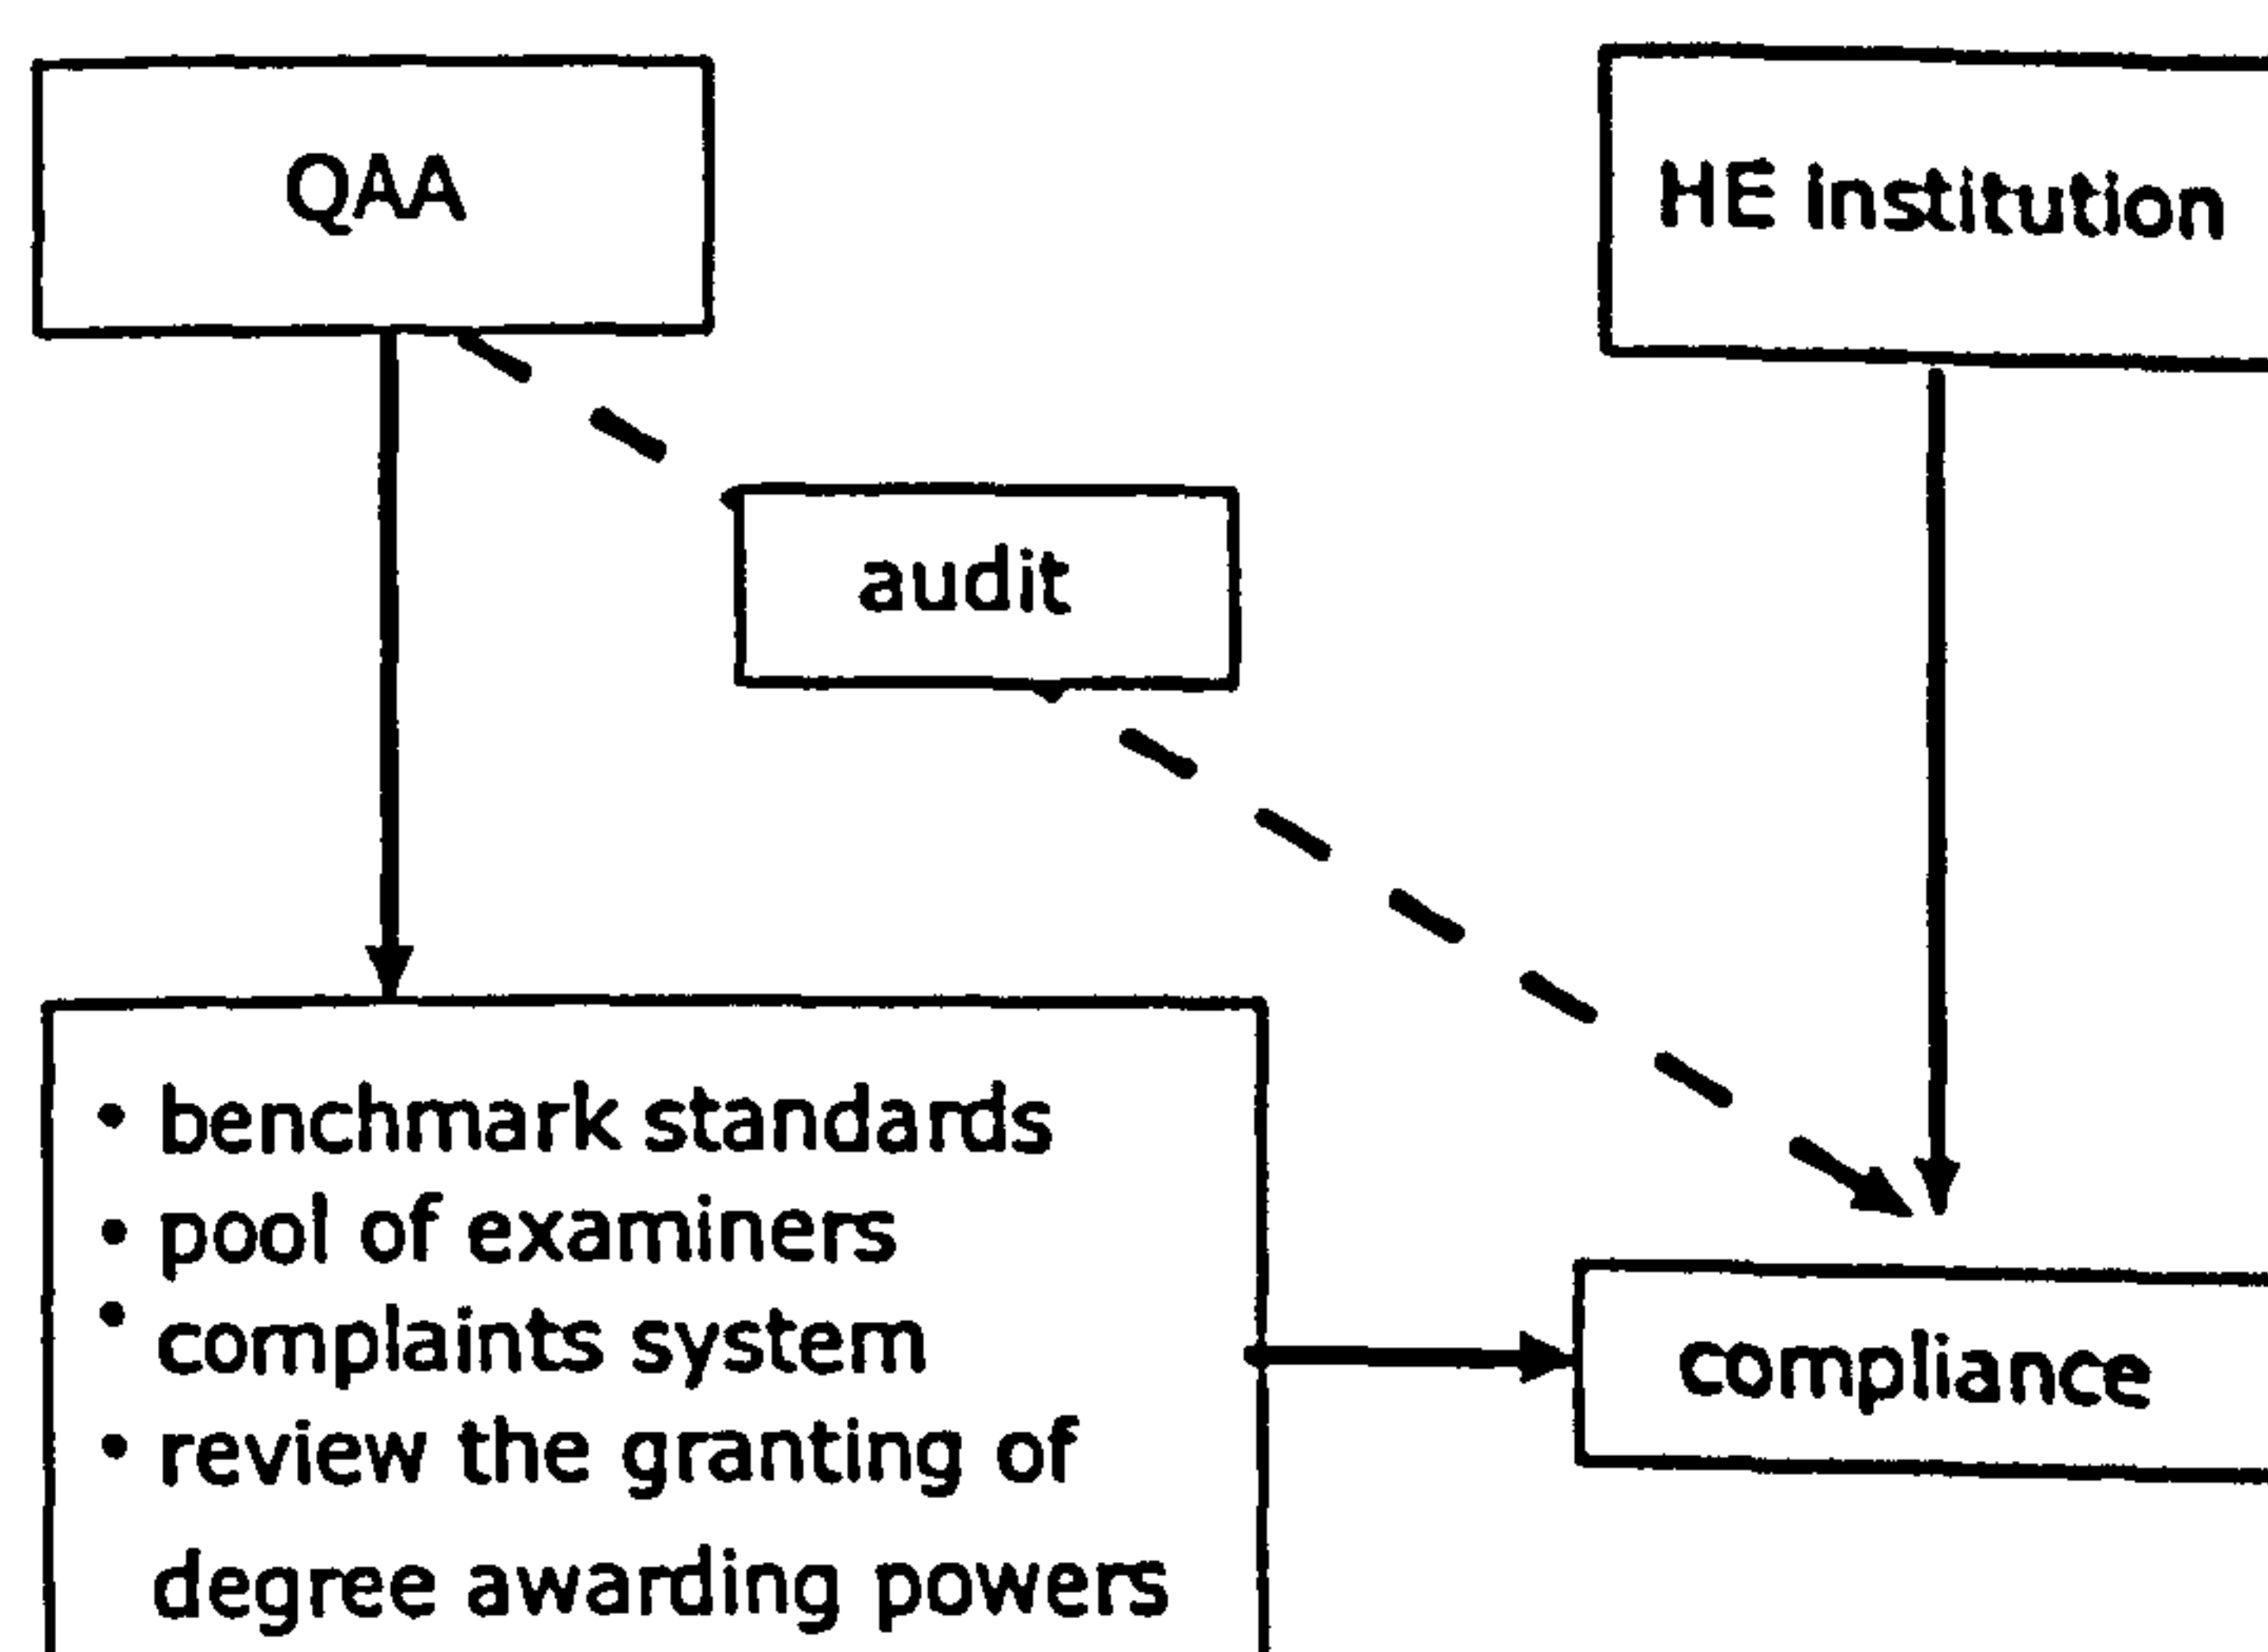 QAA
HE institution
audit
• benchmark standards
• pool of examiners
• complaints system
• review the granting of
degree awarding powers
compliance